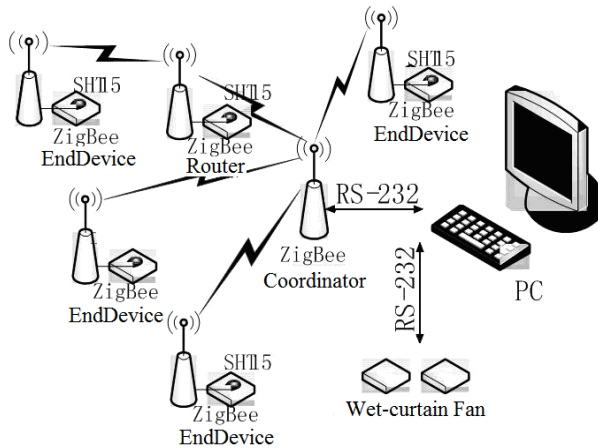 SHT15
ZigBee
EndDevice
SHT15
ZigBee
Router
SHT15
ZigBee
EndDevice
RS-232
ZigBee
Coordinator
PC
RS-232
ZigBee
EndDevice
SHT15
ZigBee
EndDevice
Wet-curtain Fan